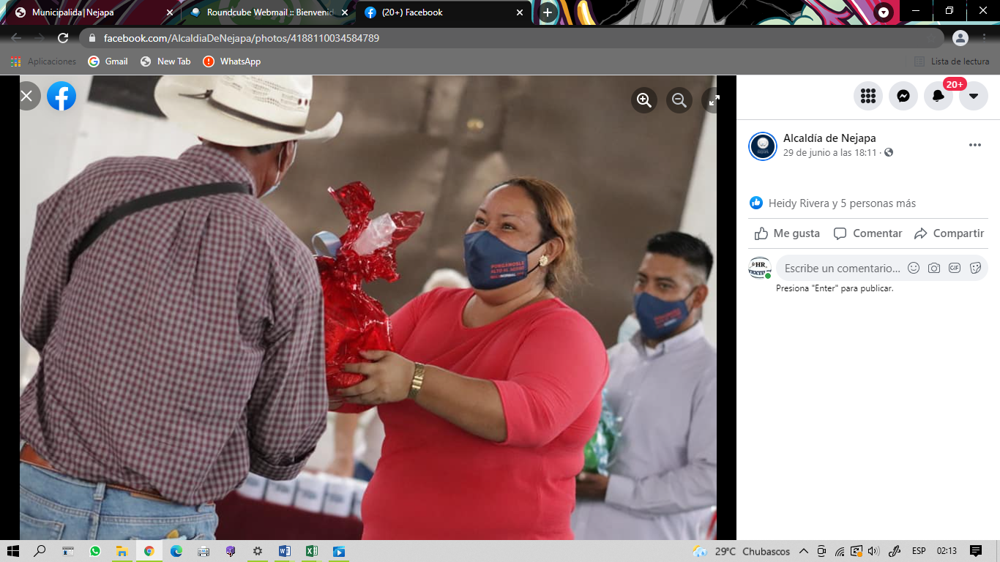 Municipalida|Nejapa
Roundcube Webmail :: Bienvenid
(20+) Facebook
facebook.com/AlcaldiaDeNejapa/photos/4188110034584789
Aplicaciones
Gmail
New Tab
WhatsApp
Lista de lectura
20+
Alcaldía de Nejapa
29 de junio a las 18:11 ·
Heidy Rivera y 5 personas más
Me gusta
Comentar
Compartir
Escribe un comentario...
GIF
Presiona "Enter" para publicar.
PONGÁMOSLE
ALTO AL
29°C Chubascos
ESP
02:13